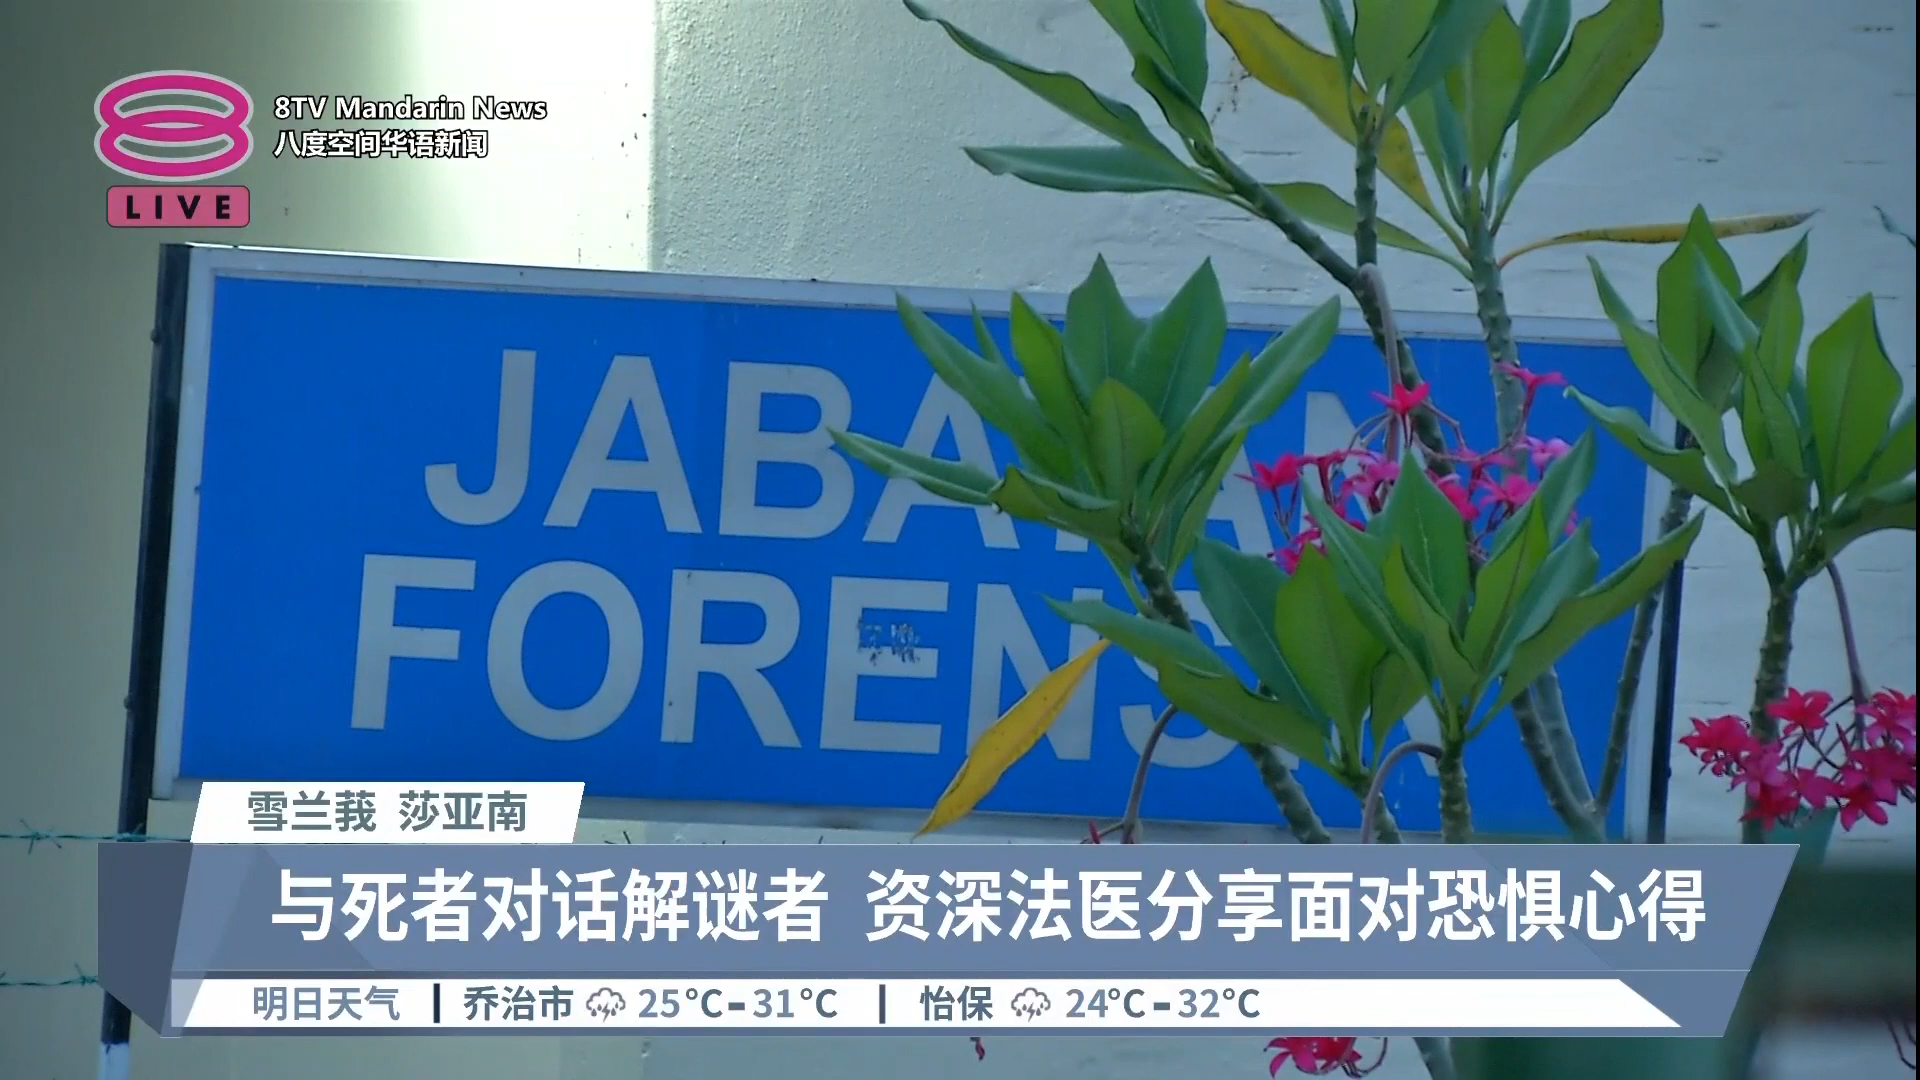 8TV Mandarin News
八度空间华语新闻
LIVE
JABATAN
FORENSIK
雪兰莪 莎亚南
与死者对话解谜者 资深法医分享面对恐惧心得
明日天气 | 乔治市 25°C-31°C | 怡保 24°C-32°C